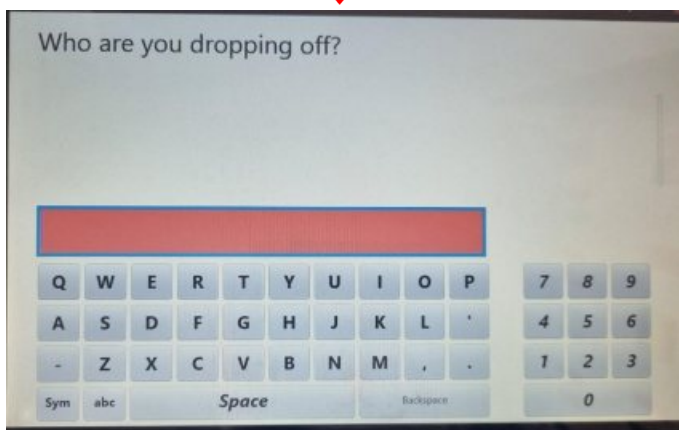 Who are you dropping off?
Q W E R T Y U I O P 7 8 9
A S D F G H J K L ' 4 5 6
- Z X C V B N M , . 1 2 3
Sym abc Space Backspace 0